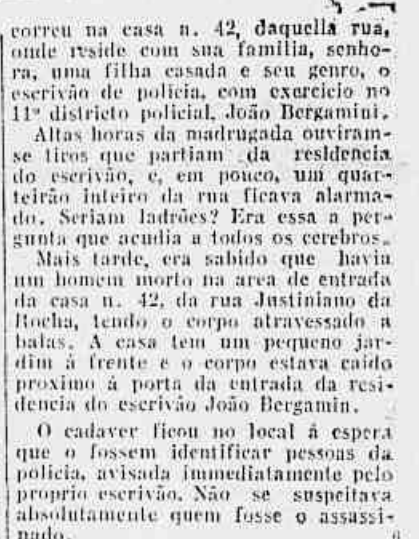 correu na casa n. 42, daquella rua,
onde reside com sua familia, senho-
ra, uma filha casada e seu genro, o
escrivão de policia, com exercicio no
11º districto policial, João Bergamini.
Altas horas da madrugada ouviram-
se tiros que partiam da residencia
do escrivão, e, em pouco, um quar-
teirão inteiro da rua ficava alarma-
do. Seriam ladrões? Era essa a per-
gunta que acudia a todos os cerebros.
Mais tarde, era sabido que havia
um homem morto na area de entrada
da casa n. 42, da rua Justiniano da
Rocha, tendo o corpo atravessado a
balas. A casa tem um pequeno jar-
dim á frente e o corpo estava caido
proximo á porta da entrada da resi-
dencia do escrivão João Bergamin.
O cadaver ficou no local á espera
que o fossem identificar pessoas da
policia, avisada immediatamente pelo
proprio escrivão. Não se suspeitava
absolutamente quem fosse o assassi-
nado.